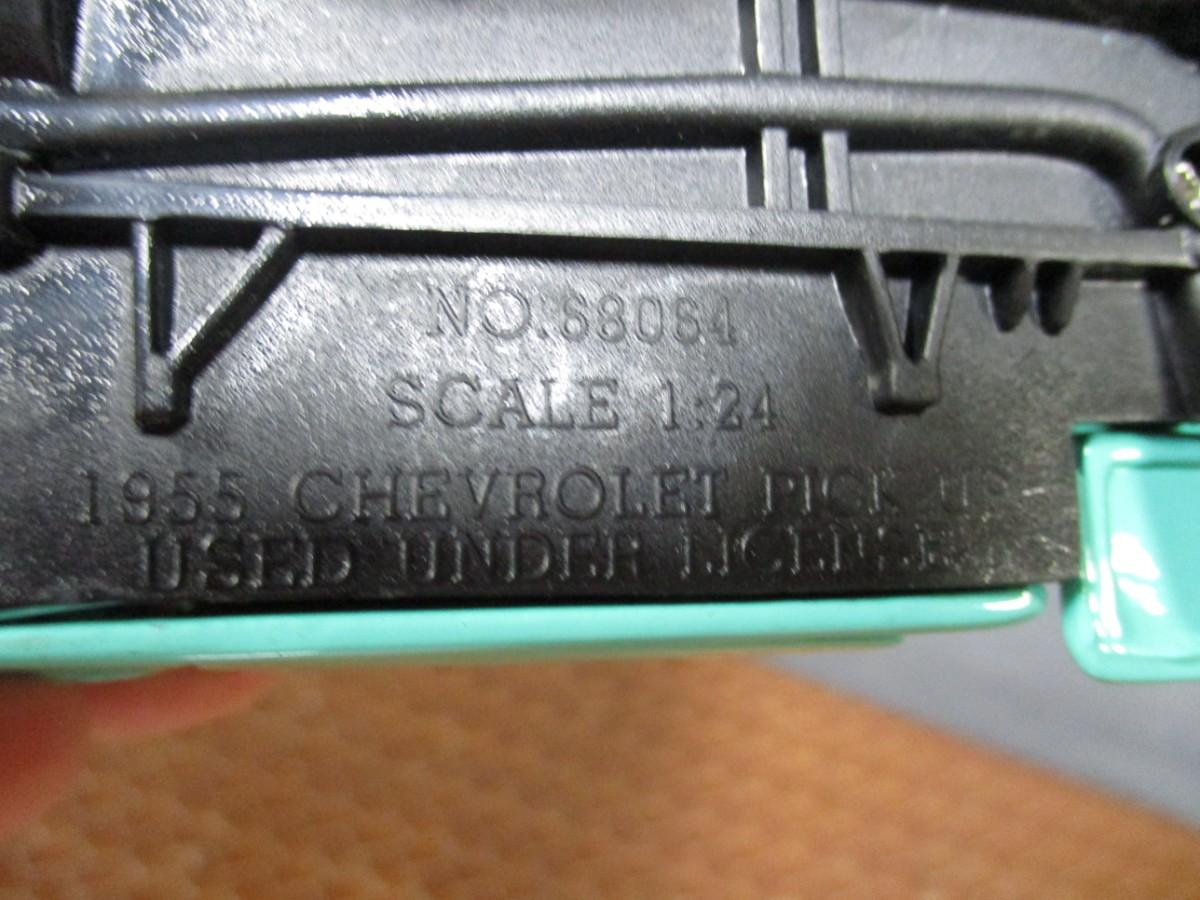 NO.68064
SCALE 1:24
1955 CHEVROLET PICK UP
USED UNDER LICENSE